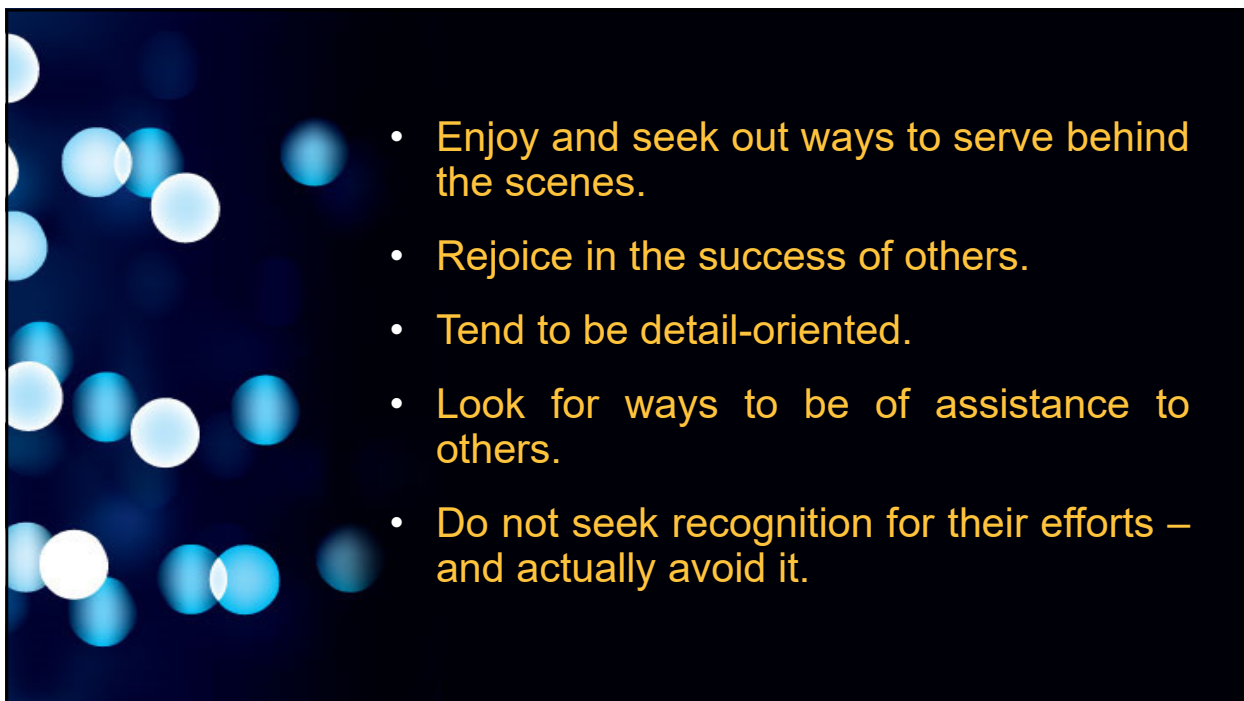 • Enjoy and seek out ways to serve behind
the scenes.
• Rejoice in the success of others.
• Tend to be detail-oriented.
• Look for ways to be of assistance to
others.
• Do not seek recognition for their efforts –
and actually avoid it.